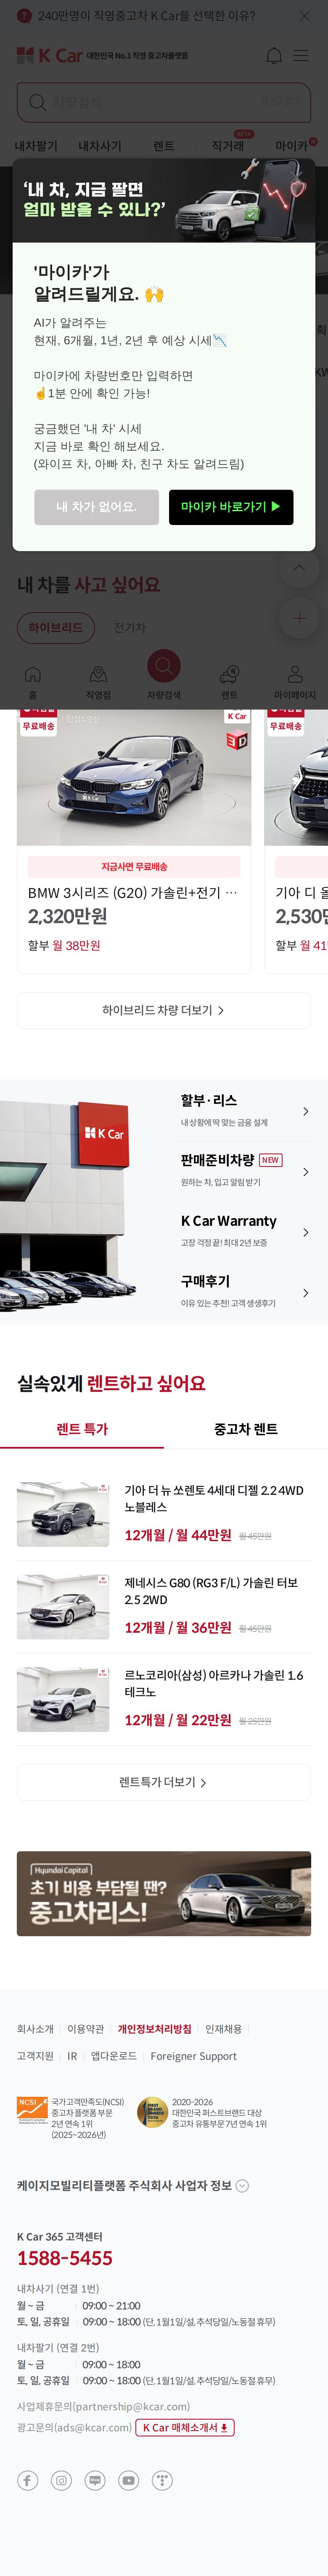 240만명이 직영중고차 K Car를 선택한 이유?
K Car 대한민국 No.1 직영 중고차플랫폼
차량검색
BETA
내차팔기 내차사기 렌트 직거래 마이카 N
'내 차, 지금 팔면
얼마 받을 수 있나?'
'마이카'가
알려드릴게요. 🙌
AI가 알려주는
현재, 6개월, 1년, 2년 후 예상 시세📉
마이카에 차량번호만 입력하면
☝️1분 안에 확인 가능!
궁금했던 '내 차' 시세
지금 바로 확인 해보세요.
(와이프 차, 아빠 차, 친구 차도 알려드림)
내 차가 없어요.
마이카 바로가기 ▶
내 차를 사고 싶어요
하이브리드 전기차
홈 직영점 차량검색 렌트 마이페이지
무료배송
K Car
3D
무료배송
K Car
지금사면 무료배송
BMW 3시리즈 (G20) 가솔린+전기 ···
2,320만원
할부 월 38만원
기아 디 올
2,530만
할부 월 41
하이브리드 차량 더보기 >
K Car
할부·리스
내 상황에 딱 맞는 금융 설계
판매준비차량 NEW
원하는 차, 입고 알림 받기
K Car Warranty
고장 걱정 끝! 최대 2년 보증
구매후기
이유 있는 추천! 고객 생생후기
실속있게 렌트하고 싶어요
렌트 특가 중고차 렌트
기아 더 뉴 쏘렌토 4세대 디젤 2.2 4WD
노블레스
12개월 / 월 44만원 월 45만원
제네시스 G80 (RG3 F/L) 가솔린 터보
2.5 2WD
12개월 / 월 36만원 월 45만원
르노코리아(삼성) 아르카나 가솔린 1.6
테크노
12개월 / 월 22만원 월 25만원
렌트특가 더보기 >
Hyundai Capital
초기 비용 부담될 땐?
중고차리스!
회사소개 이용약관 개인정보처리방침 인재채용
고객지원 IR 앱다운로드 Foreigner Support
NCSI
국가고객만족도(NCSI)
중고차 플랫폼 부문
2년 연속 1위
(2025~2026년)
2020-2026
대한민국 퍼스트브랜드 대상
중고차 유통부문 7년 연속 1위
케이지모빌리티플랫폼 주식회사 사업자 정보
K Car 365 고객센터
1588-5455
내차사기 (연결 1번)
월 ~ 금 09:00 ~ 21:00
토, 일, 공휴일 09:00 ~ 18:00 (단, 1월1일/설,추석당일/노동절 휴무)
내차팔기 (연결 2번)
월 ~ 금 09:00 ~ 18:00
토, 일, 공휴일 09:00 ~ 18:00 (단, 1월1일/설,추석당일/노동절 휴무)
사업제휴문의(partnership@kcar.com)
광고문의(ads@kcar.com) K Car 매체소개서